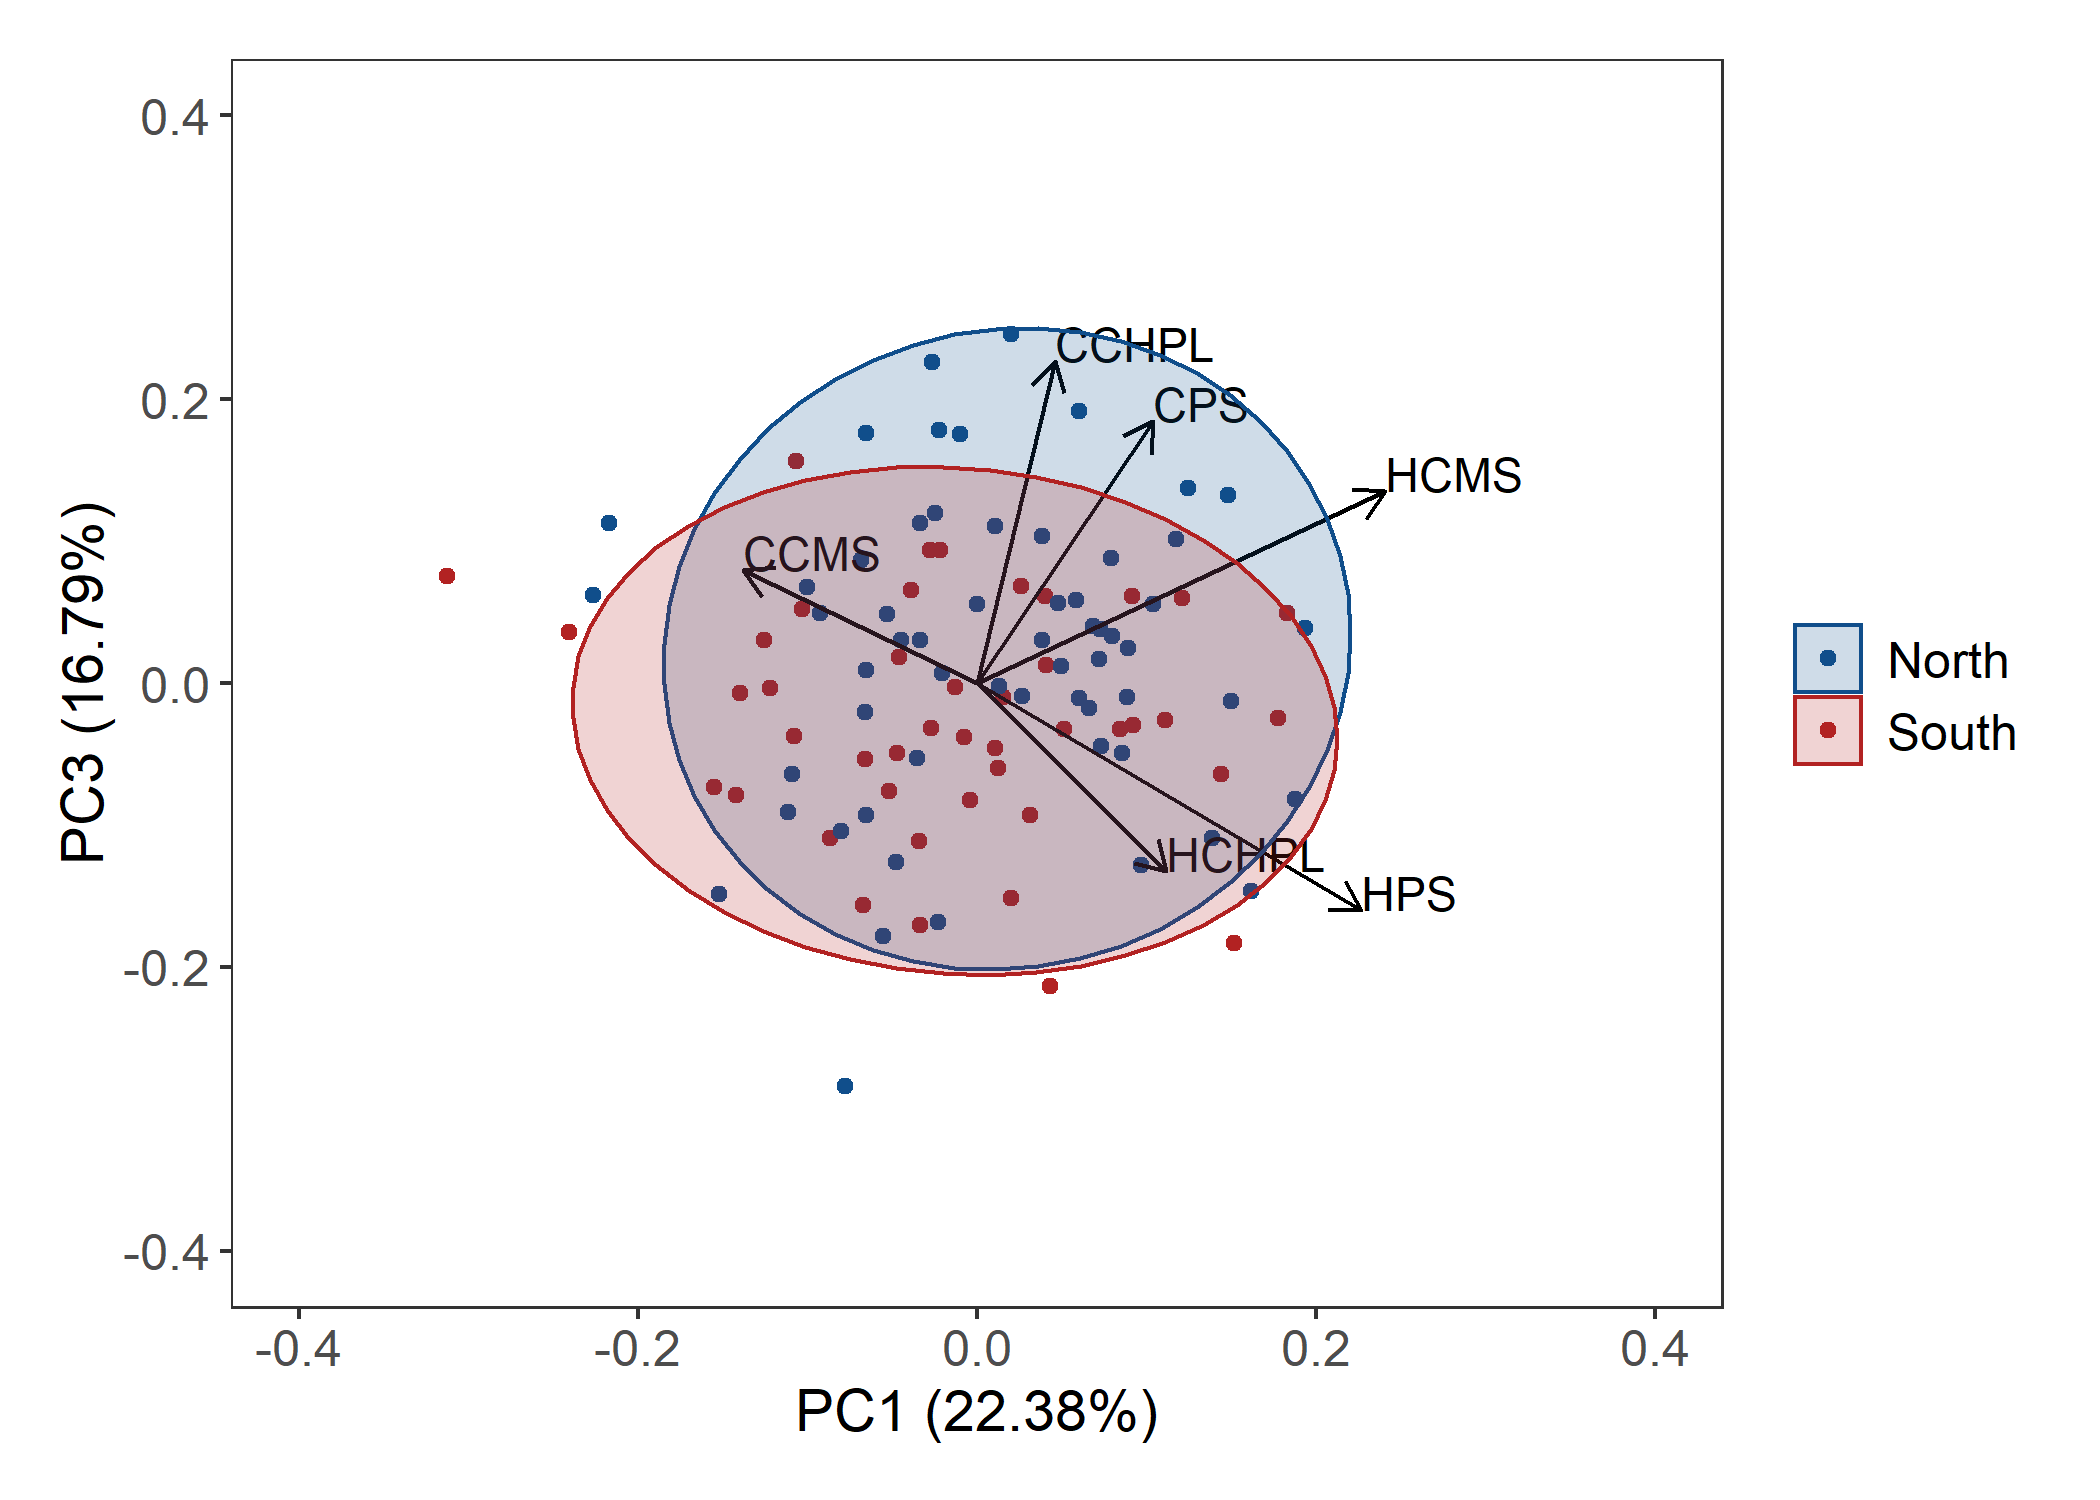 0.4
0.2
0.0
-0.2
-0.4
PC3 (16.79%)
CCHPL
CPS
HCMS
CCMS
HCHPL
HPS
North
South
-0.4
-0.2
0.0
0.2
0.4
PC1 (22.38%)